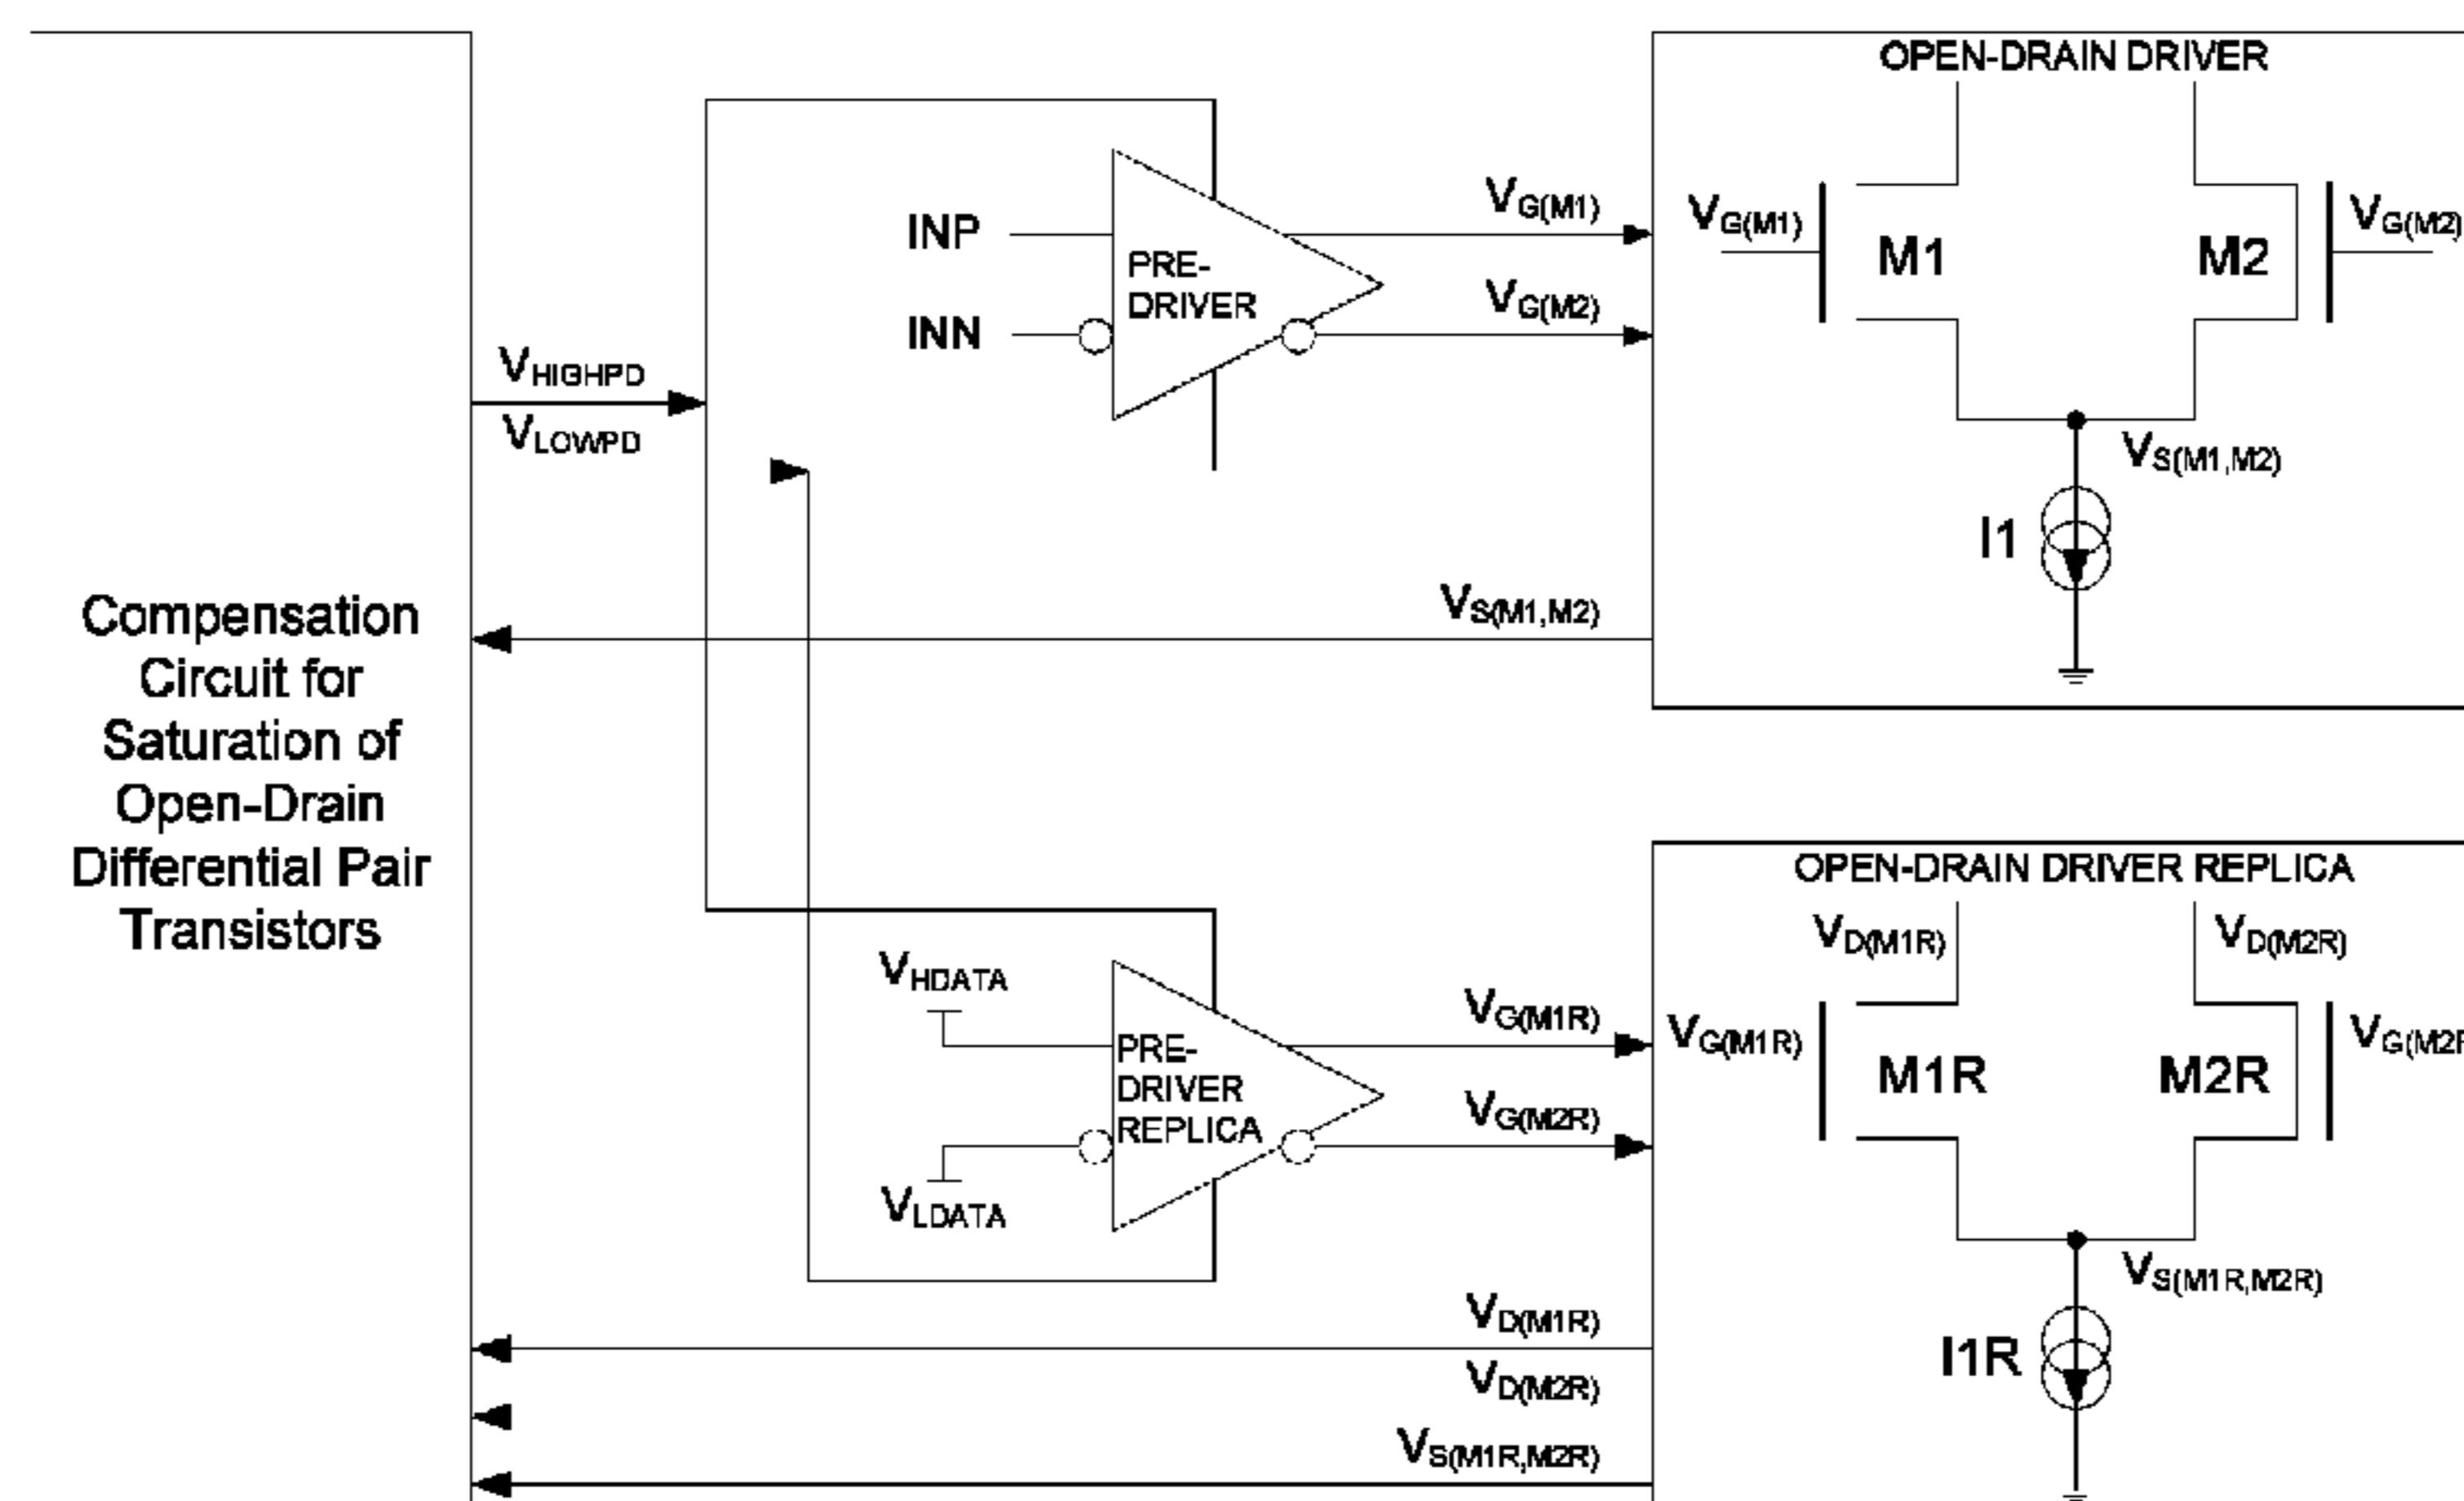 Compensation
Circuit for
Saturation of
Open-Drain
Differential Pair
Transistors
VHIGHPD
VLOWPD
INP
INN
PRE-
DRIVER
VG(M1)
VG(M2)
VS(M1,M2)
OPEN-DRAIN DRIVER
VG(M1)
M1
M2
VG(M2)
VS(M1,M2)
I1
VHDATA
VLDATA
PRE-
DRIVER
REPLICA
VG(M1R)
VG(M2R)
VD(M1R)
VD(M2R)
VS(M1R,M2R)
OPEN-DRAIN DRIVER REPLICA
VD(M1R)
VD(M2R)
VG(M1R)
M1R
M2R
VG(M2R
VS(M1R,M2R)
I1R